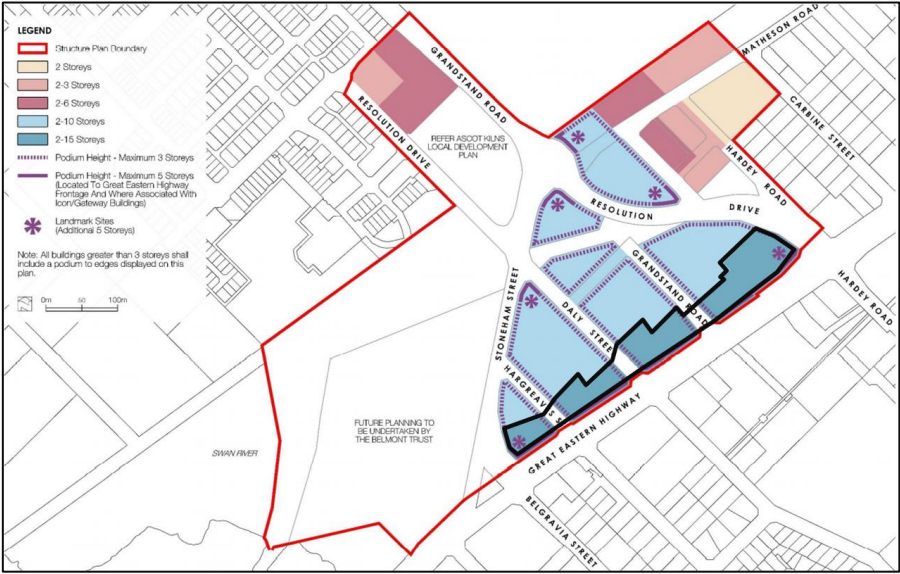 LEGEND
Structure Plan Boundary
2 Storeys
2-3 Storeys
2-6 Storeys
2-10 Storeys
2-15 Storeys
Podium Height - Maximum 3 Storeys
Podium Height - Maximum 5 Storeys
(Located To Great Eastern Highway
Frontage And Where Associated With
Icon/Gateway Buildings)
Landmark Sites
(Additional 5 Storeys)
Note: All buildings greater than 3 storeys shall
include a podium to edges displayed on this
plan.
0m 50 100m
GRANDSTAND ROAD
RESOLUTION DRIVE
REFER ASCOT KILNS
LOCAL DEVELOPMENT
PLAN
MATHESON ROAD
CARBINE STREET
HARDEY ROAD
RESOLUTION DRIVE
HARDEY ROAD
GRANDSTAND ROAD
STONEHAM STREET
DALY STREET
HARGREAVES S
GREAT EASTERN HIGHWAY
BELGRAVIA STREET
FUTURE PLANNING TO
BE UNDERTAKEN BY
THE BELMONT TRUST
SWAN RIVER